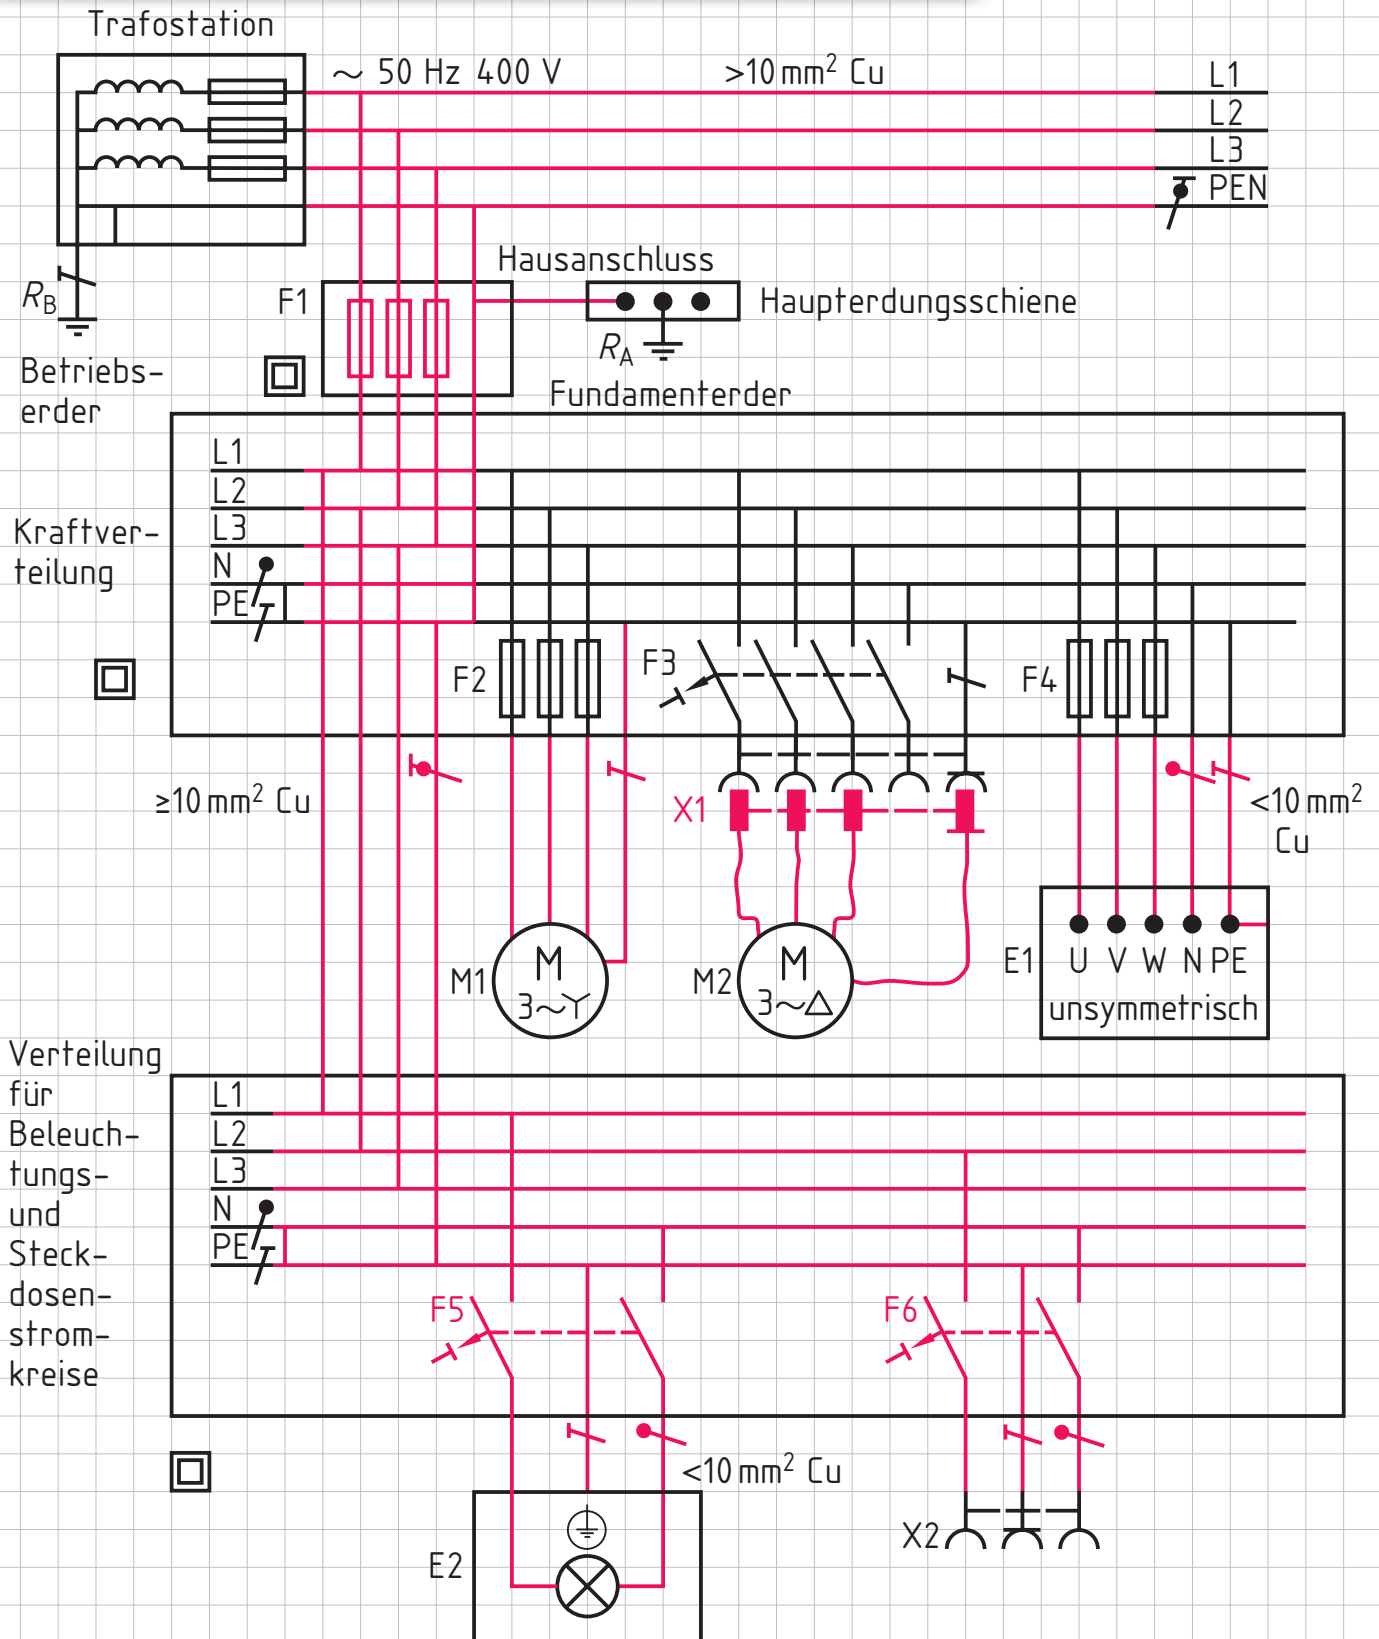 Trafostation
~ 50 Hz 400 V
>10 mm² Cu
L1
L2
L3
PEN
Hausanschluss
F1
Haupterdungsschiene
R_B
R_A
Betriebs-
erder
Fundamenterder
L1
L2
L3
N
PE
Kraftver-
teilung
F2
F3
F4
≥10 mm² Cu
X1
<10 mm²
Cu
M1
M
3~
M2
M
3~
E1
U V W N PE
unsymmetrisch
Verteilung
für
Beleuch-
tungs-
und
Steck-
dosen-
strom-
kreise
L1
L2
L3
N
PE
F5
F6
<10 mm² Cu
E2
X2